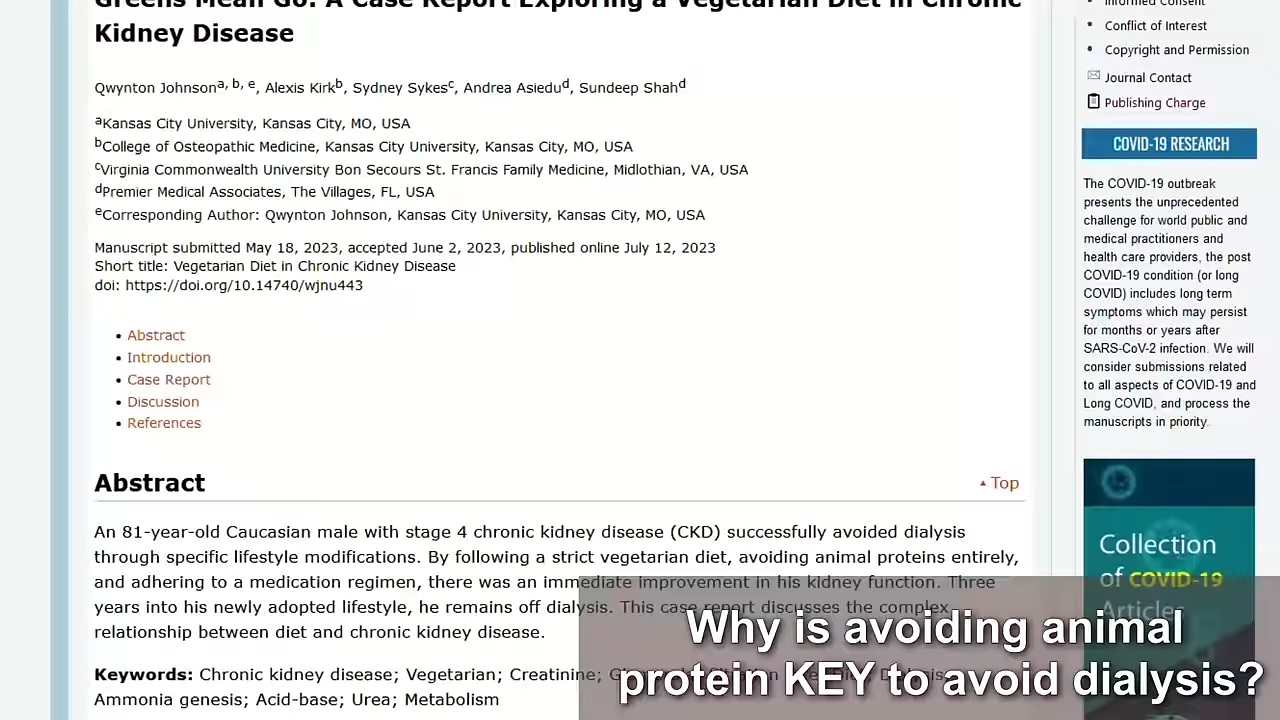 Greens Mean Go: A Case Report Exploring a Vegetarian Diet in Chronic
Kidney Disease
Qwynton Johnsona, b, e, Alexis Kirkb, Sydney Sykesc, Andrea Asiedud, Sundeep Shahd
aKansas City University, Kansas City, MO, USA
bCollege of Osteopathic Medicine, Kansas City University, Kansas City, MO, USA
cVirginia Commonwealth University Bon Secours St. Francis Family Medicine, Midlothian, VA, USA
dPremier Medical Associates, The Villages, FL, USA
eCorresponding Author: Qwynton Johnson, Kansas City University, Kansas City, MO, USA
Manuscript submitted May 18, 2023, accepted June 2, 2023, published online July 12, 2023
Short title: Vegetarian Diet in Chronic Kidney Disease
doi: https://doi.org/10.14740/wjnu443
• Abstract
• Introduction
• Case Report
• Discussion
• References
Abstract
Top
An 81-year-old Caucasian male with stage 4 chronic kidney disease (CKD) successfully avoided dialysis
through specific lifestyle modifications. By following a strict vegetarian diet, avoiding animal proteins entirely,
and adhering to a medication regimen, there was an immediate improvement in his kidney function. Three
years into his newly adopted lifestyle, he remains off dialysis. This case report discusses the complex
relationship between diet and chronic kidney disease.
Keywords: Chronic kidney disease; Vegetarian; Creatinine;
Ammonia genesis; Acid-base; Urea; Metabolism
Informed Consent
• Conflict of Interest
• Copyright and Permission
Journal Contact
Publishing Charge
COVID-19 RESEARCH
The COVID-19 outbreak
presents the unprecedented
challenge for world public and
medical practitioners and
health care providers, the post
COVID-19 condition (or long
COVID) includes long term
symptoms which may persist
for months or years after
SARS-CoV-2 infection. We will
consider submissions related
to all aspects of COVID-19 and
Long COVID, and process the
manuscripts in priority.
Collection
of COVID-19
Articles
Why is avoiding animal
protein KEY to avoid dialysis?